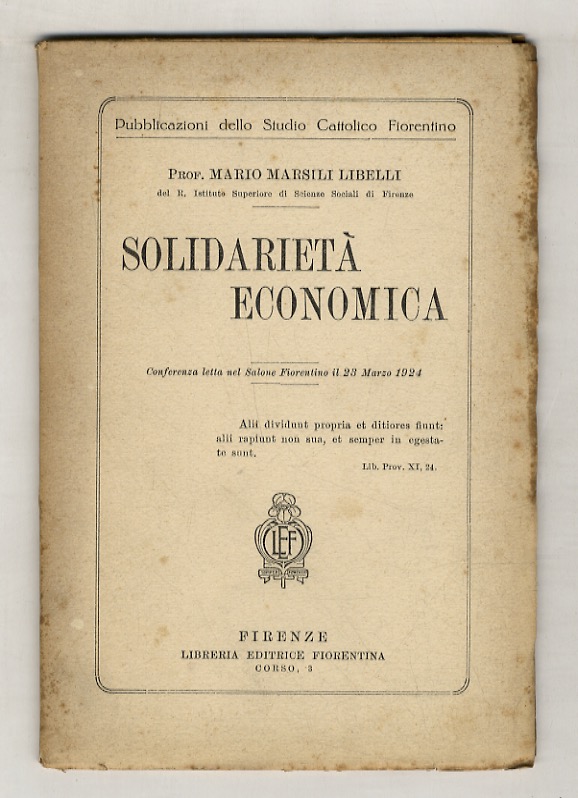 Pubblicazioni dello Studio Cattolico Fiorentino
Prof. MARIO MARSILI LIBELLI
del R. Istituto Superiore di Scienze Sociali di Firenze
SOLIDARIETÀ
ECONOMICA
Conferenza letta nel Salone Fiorentino il 23 Marzo 1924
Alii dividunt propria et ditiores fiunt:
alii rapiunt non sua, et semper in egesta-
te sunt.
Lib. Prov. XI, 24.
LEF
FIRENZE
LIBRERIA EDITRICE FIORENTINA
CORSO, 3